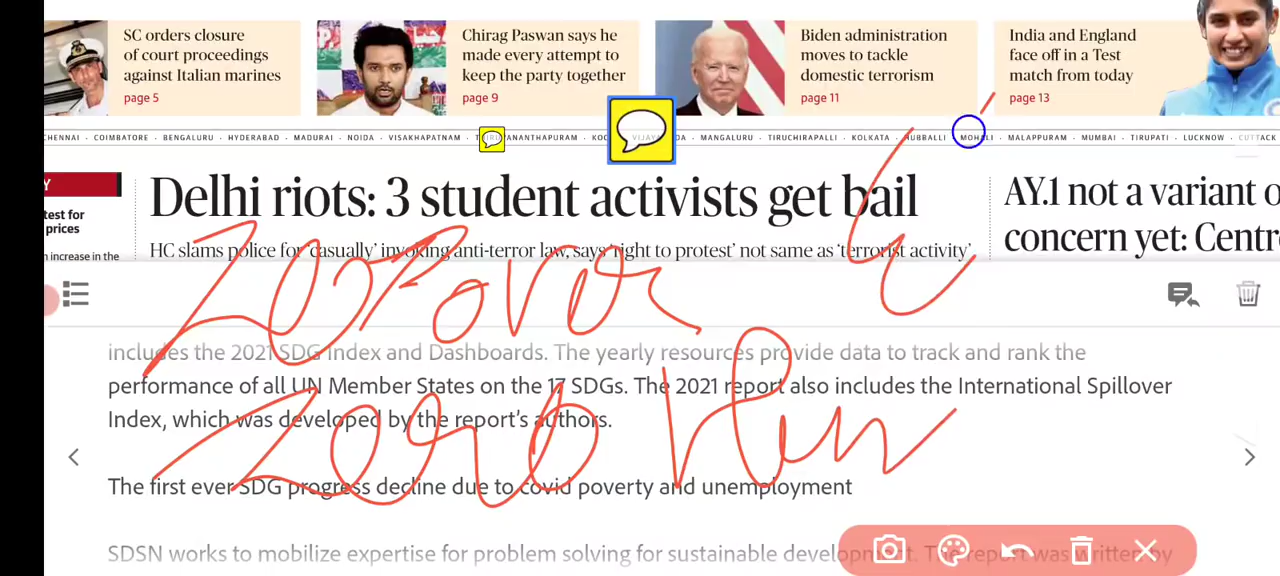 SC orders closure
of court proceedings
against Italian marines
page 5
Chirag Paswan says he
made every attempt to
keep the party together
page 9
Biden administration
moves to tackle
domestic terrorism
page 11
India and England
face off in a Test
match from today
page 13
CHENNAI · COIMBATORE · BENGALURU · HYDERABAD · MADURAI · NOIDA · VISAKHAPATNAM · · MANGALURU · TIRUCHIRAPALLI · KOLKATA · HUBBALLI · MOHALI · MALAPPURAM · MUMBAI · TIRUPATI · LUCKNOW · CUTTACK
Y
test for
prices
n increase in the
Delhi riots: 3 student activists get bail
HC slams police for 'casually' invoking anti-terror law, says 'right to protest' not same as 'terrorist activity'
AY.1 not a variant o
concern yet: Centr
includes the 2021 SDG Index and Dashboards. The yearly resources provide data to track and rank the
performance of all UN Member States on the 17 SDGs. The 2021 report also includes the International Spillover
Index, which was developed by the report's authors.
The first ever SDG progress decline due to covid poverty and unemployment
SDSN works to mobilize expertise for problem solving for sustainable development. The report was written by
Zero